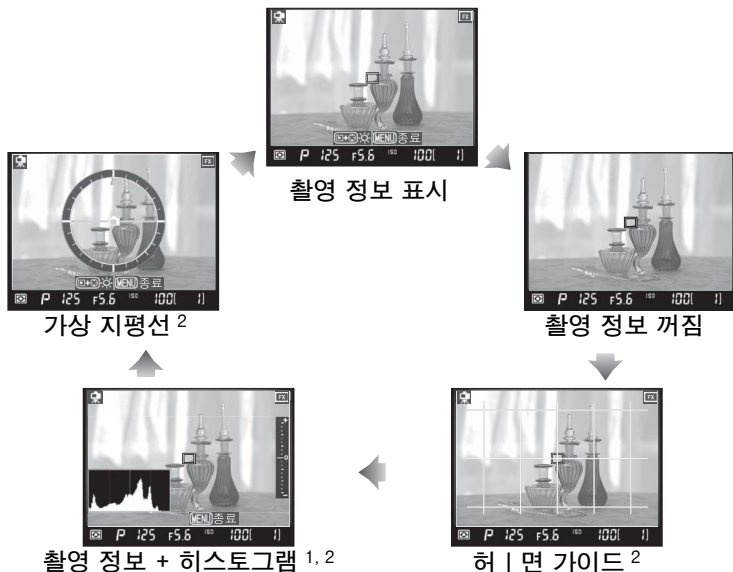 FX
MENU 종료
P 125 F5.6 ISO 100[ 1]
촬영 정보 표시
FX
MENU 종료
P 125 F5.6 ISO 100[ 1]
가상 지평선 2
P 125 F5.6 ISO 100[ 1]
촬영 정보 꺼짐
FX
+
0
-
MENU 종료
P 125 F5.6 ISO 100[ 1]
촬영 정보 + 히스토그램 1, 2
FX
P 125 F5.6 ISO 100[ 1]
허ㅣ면 가이드 2